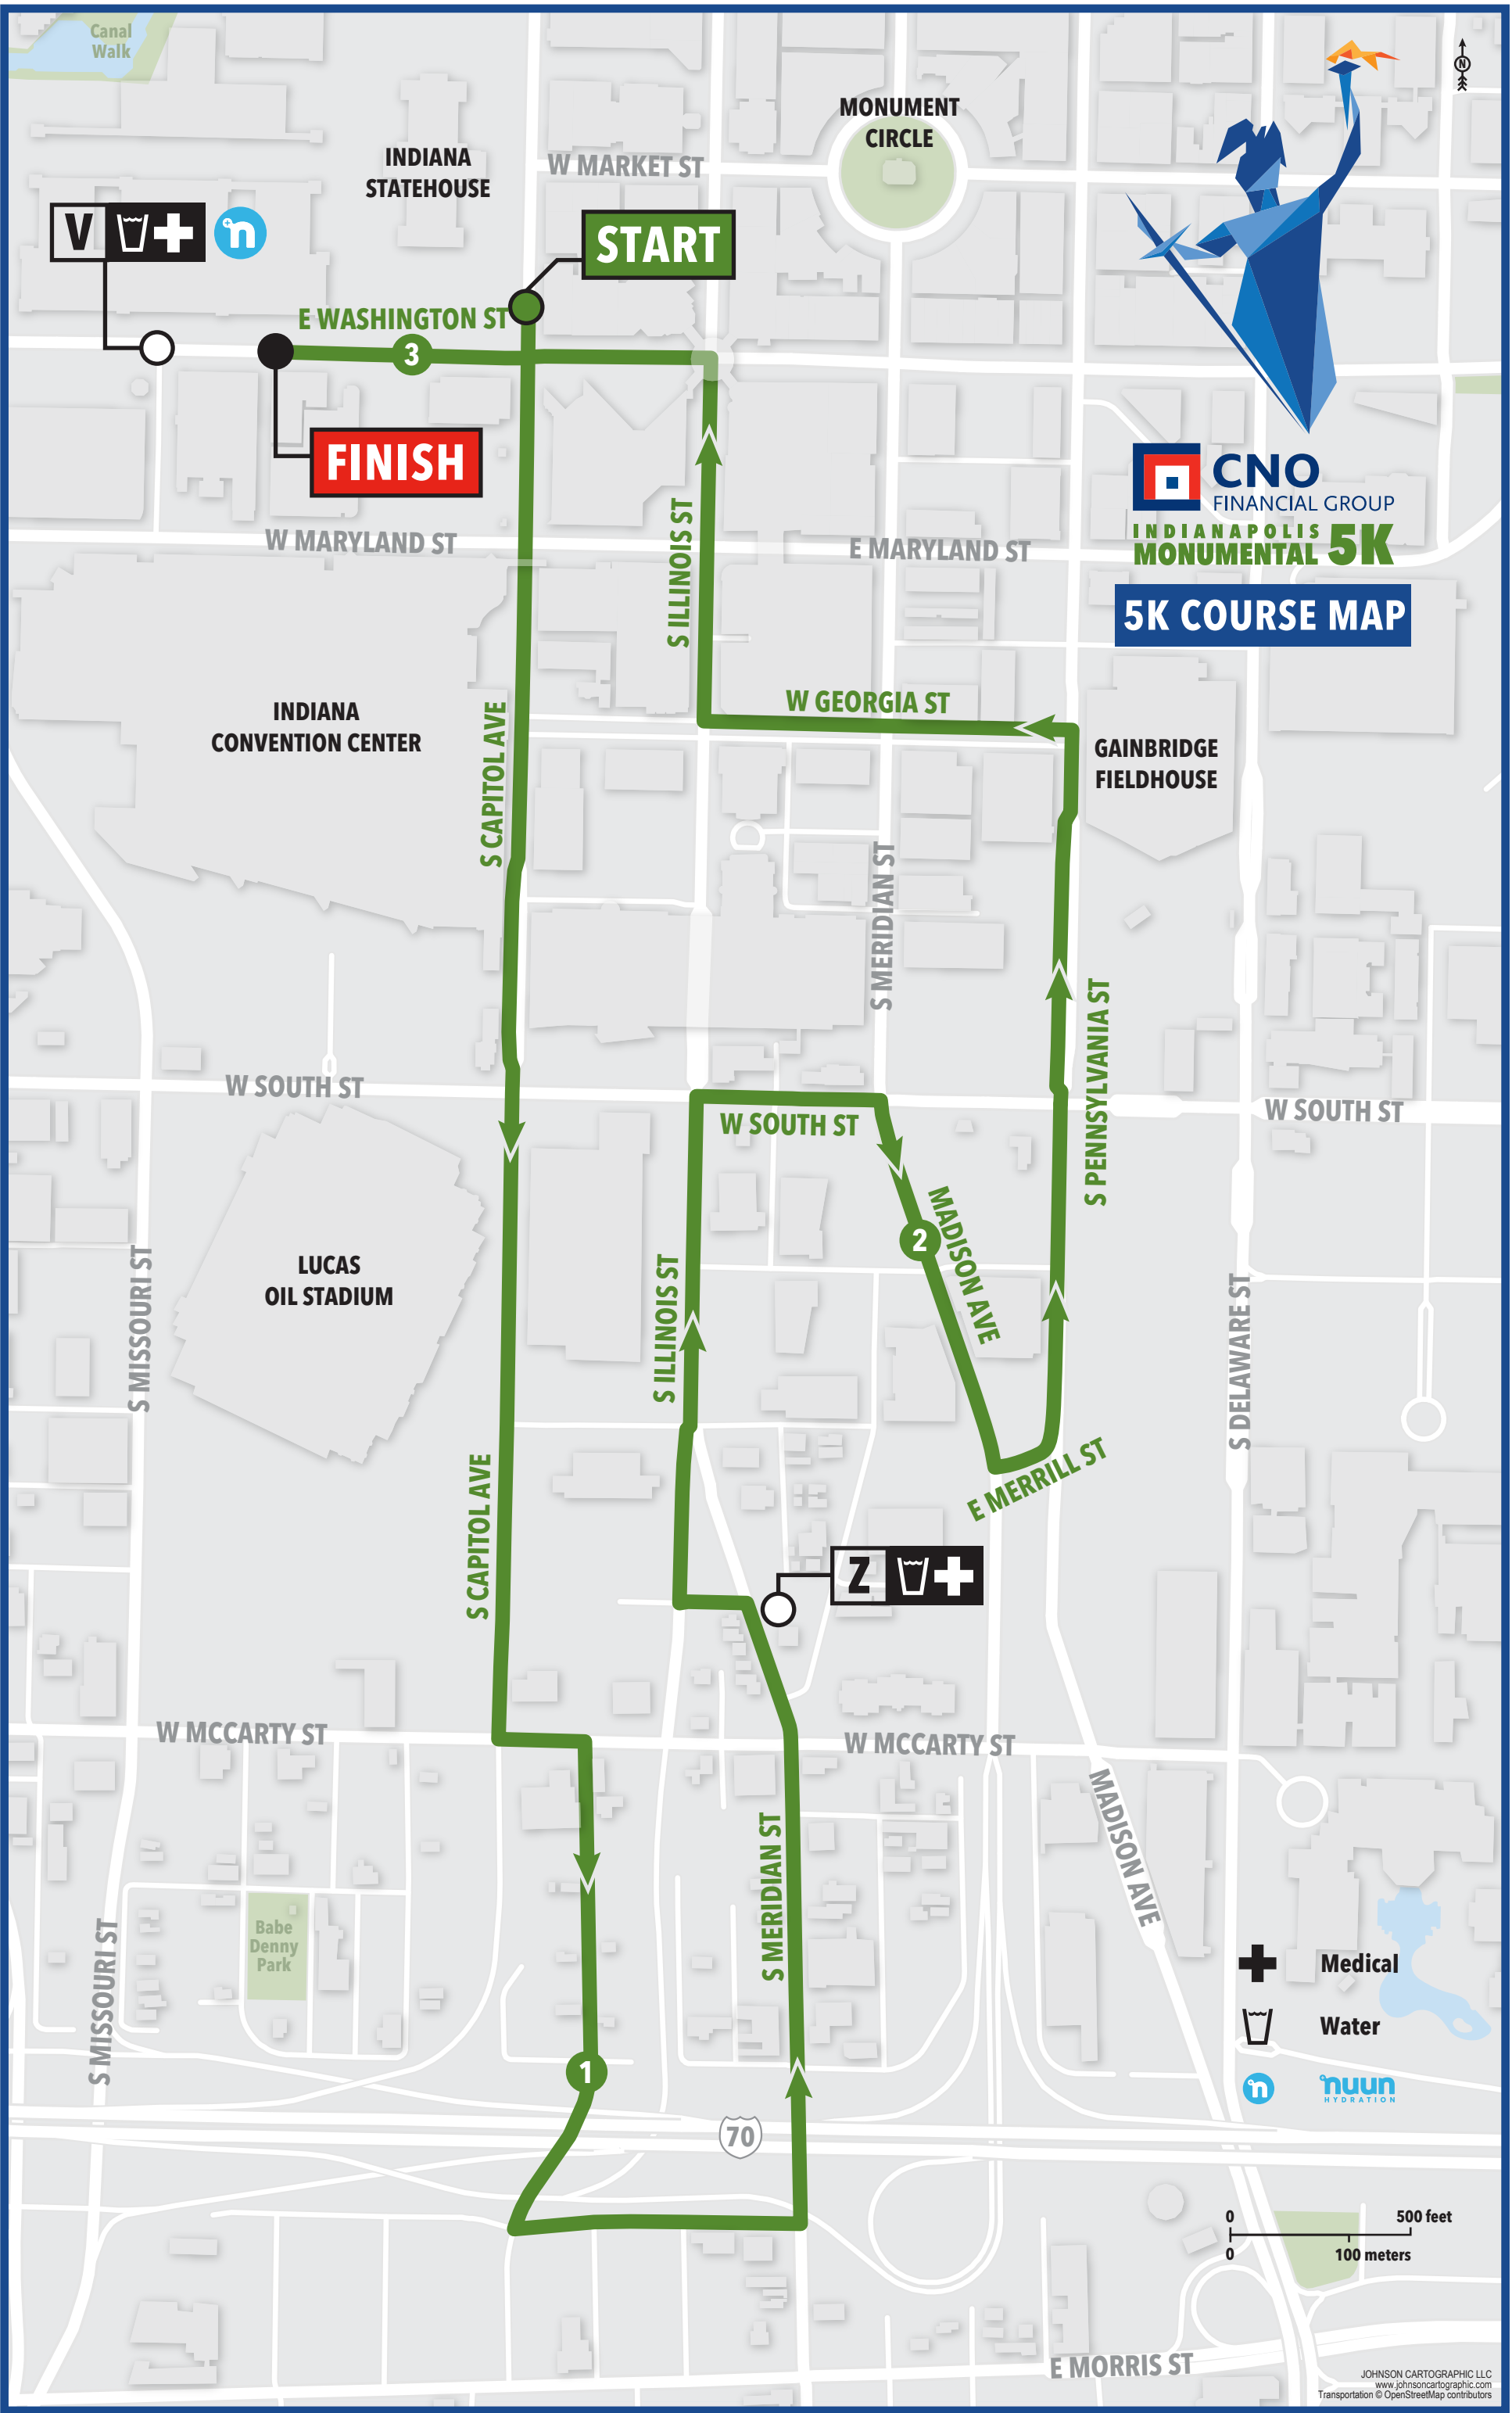 Canal
Walk
MONUMENT
CIRCLE
N
INDIANA
STATEHOUSE
W MARKET ST
V
n
START
E WASHINGTON ST
3
FINISH
CNO
FINANCIAL GROUP
INDIANAPOLIS
MONUMENTAL 5K
5K COURSE MAP
W MARYLAND ST
E MARYLAND ST
S ILLINOIS ST
W GEORGIA ST
INDIANA
CONVENTION CENTER
S CAPITOL AVE
GAINBRIDGE
FIELDHOUSE
S MERIDIAN ST
S PENNSYLVANIA ST
W SOUTH ST
W SOUTH ST
W SOUTH ST
2
MADISON AVE
LUCAS
OIL STADIUM
S MISSOURI ST
S ILLINOIS ST
S DELAWARE ST
S CAPITOL AVE
E MERRILL ST
Z
W MCCARTY ST
W MCCARTY ST
MADISON AVE
S MERIDIAN ST
Babe
Denny
Park
S MISSOURI ST
1
70
Medical
Water
n
nuun
HYDRATION
0 500 feet
0 100 meters
E MORRIS ST
JOHNSON CARTOGRAPHIC LLC
www.johnsoncartographic.com
Transportation © OpenStreetMap contributors